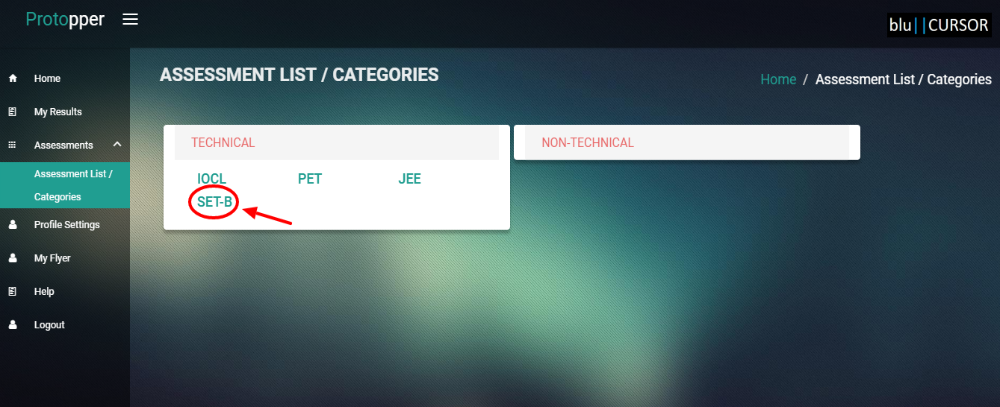 Protopper
blu||CURSOR
Home
My Results
Assessments
Assessment List /
Categories
Profile Settings
My Flyer
Help
Logout
ASSESSMENT LIST / CATEGORIES
Home / Assessment List / Categories
TECHNICAL
IOCL PET JEE
SET-B
NON-TECHNICAL